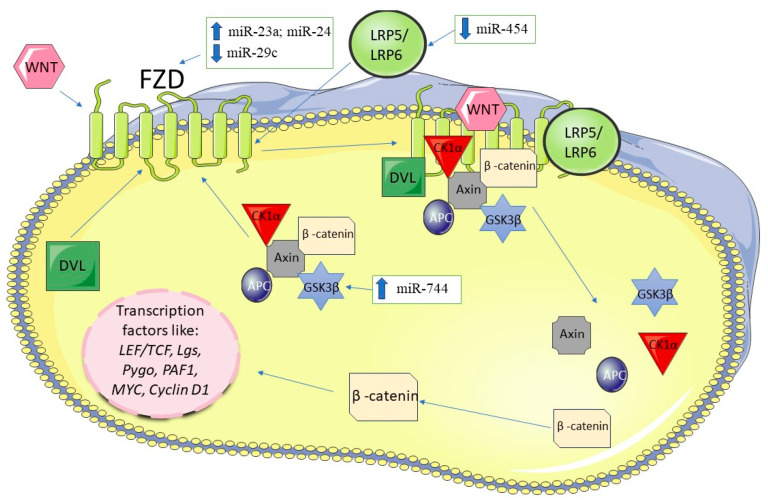 miR-23a; miR-24
miR-29c
LRP5/
LRP6
miR-454
WNT
FZD
WNT
LRP5/
LRP6
CK1α
β-catenin
DVL
Axin
APC
GSK3β
CK1α
β -catenin
Axin
APC
GSK3β
miR-744
DVL
GSK3β
Axin
CK1α
APC
Transcription
factors like:
LEF/TCF, Lgs,
Pygo, PAF1,
MYC, Cyclin D1
β -catenin
β -catenin